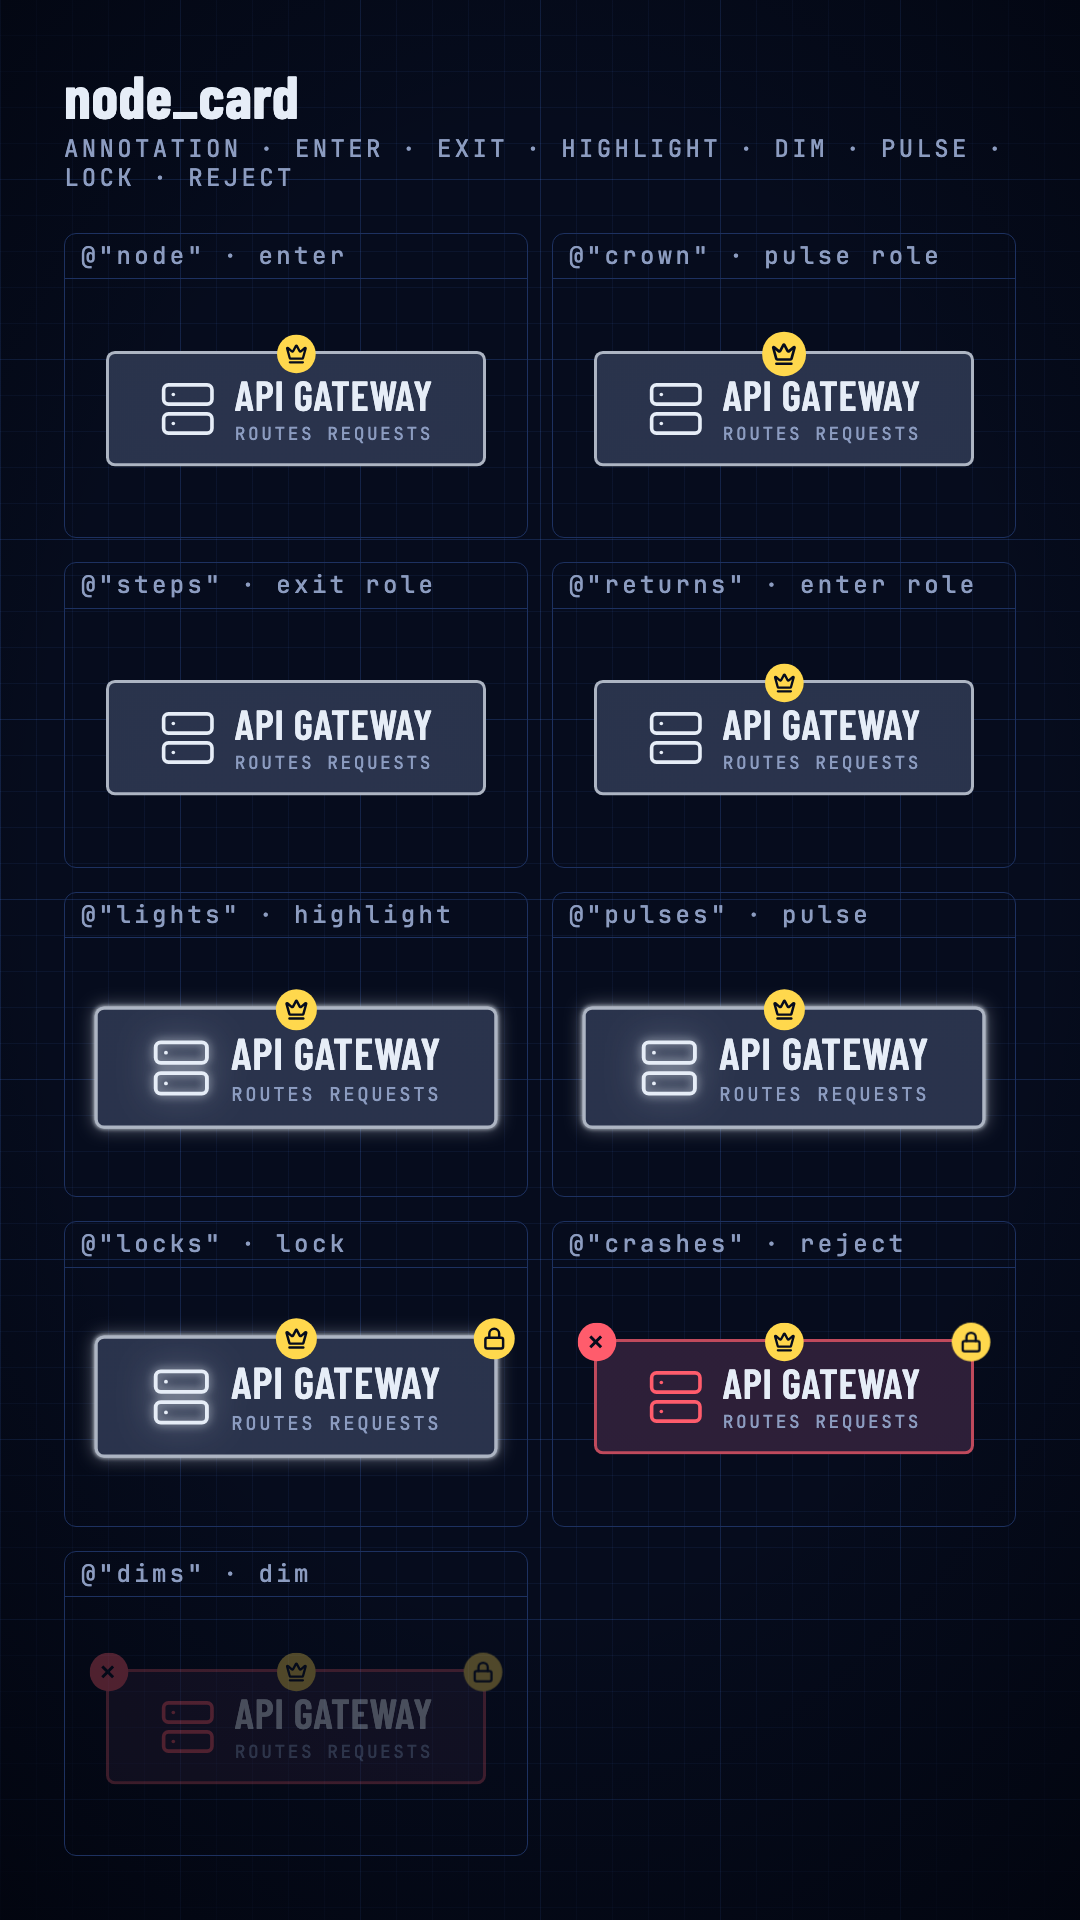 node_card
ANNOTATION · ENTER · EXIT · HIGHLIGHT · DIM · PULSE ·
LOCK · REJECT
@"node" · enter
API GATEWAY
ROUTES REQUESTS
@"crown" · pulse role
API GATEWAY
ROUTES REQUESTS
@"steps" · exit role
API GATEWAY
ROUTES REQUESTS
@"returns" · enter role
API GATEWAY
ROUTES REQUESTS
@"lights" · highlight
API GATEWAY
ROUTES REQUESTS
@"pulses" · pulse
API GATEWAY
ROUTES REQUESTS
@"locks" · lock
API GATEWAY
ROUTES REQUESTS
@"crashes" · reject
API GATEWAY
ROUTES REQUESTS
@"dims" · dim
API GATEWAY
ROUTES REQUESTS